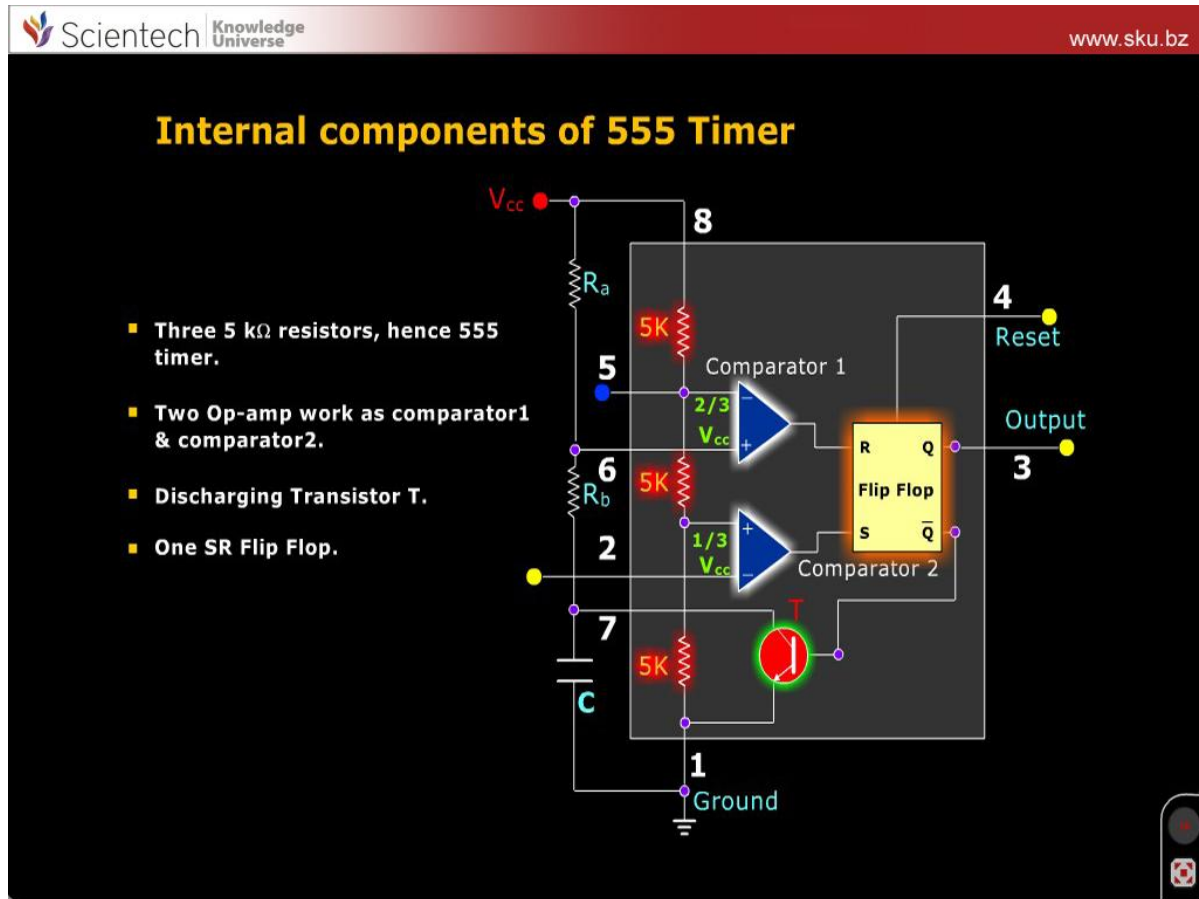 Scientech Knowledge
Universe
www.sku.bz
Internal components of 555 Timer
Vcc
8
Ra
4
Three 5 kΩ resistors, hence 555
timer.
5K
Reset
5
Comparator 1
Two Op-amp work as comparator1
& comparator2.
2/3
Vcc
−
+
Output
R Q
6
3
Rb
5K
Flip Flop
Discharging Transistor T.
One SR Flip Flop.
2
1/3
Vcc
+
−
S Q̅
Comparator 2
T
7
5K
C
1
Ground